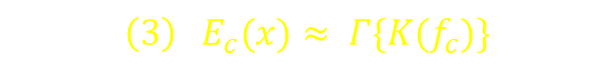 (3) E_c(x) ≈ Γ{K(f_c)}